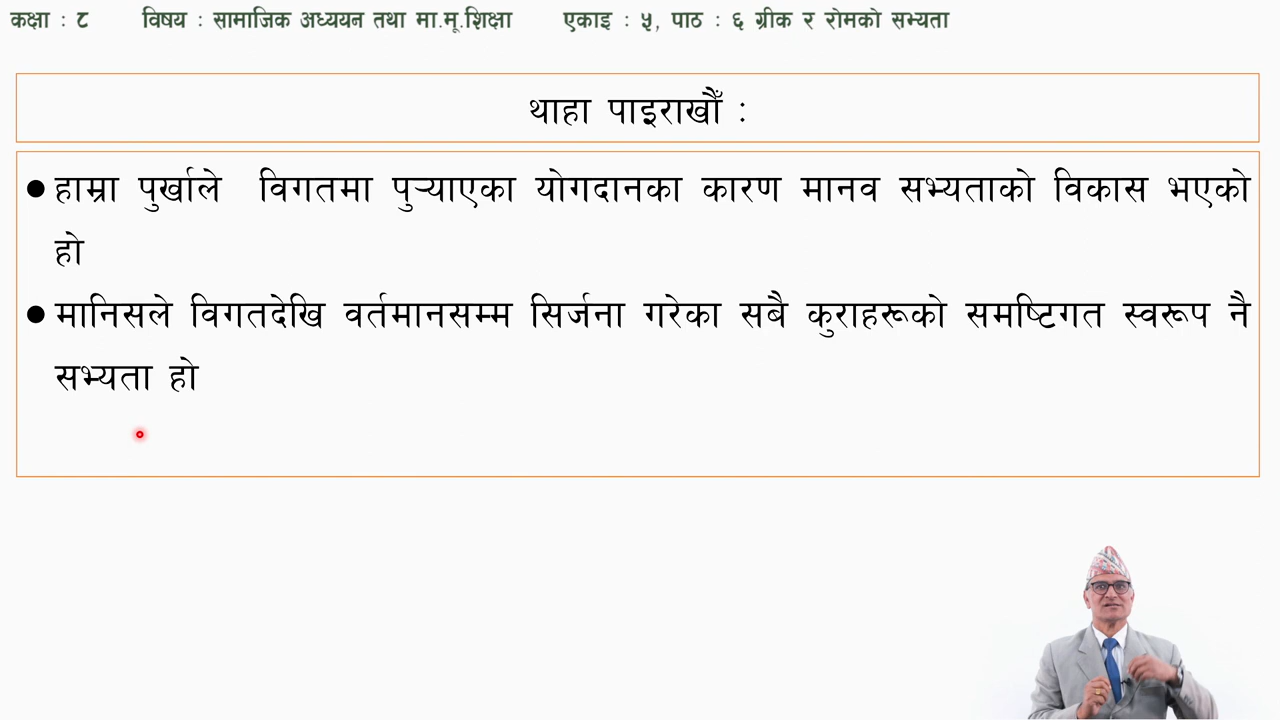 कक्षा : ८ विषय : सामाजिक अध्ययन तथा मा.मू.शिक्षा एकाइ : ५, पाठ : ६ ग्रीक र रोमको सभ्यता
थाहा पाइराखौँ :
●हाम्रा पुर्खाले विगतमा पुर्‍याएका योगदानका कारण मानव सभ्यताको विकास भएको
हो
●मानिसले विगतदेखि वर्तमानसम्म सिर्जना गरेका सबै कुराहरूको समष्टिगत स्वरूप नै
सभ्यता हो